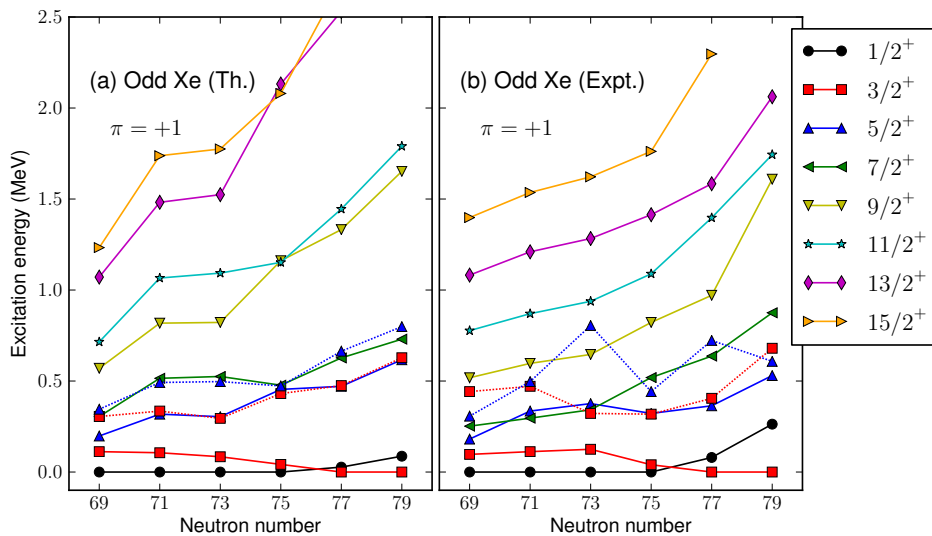 2.5
2.0
1.5
1.0
0.5
0.0
Excitation energy (MeV)
(a) Odd Xe (Th.)
π = +1
69 71 73 75 77 79
Neutron number
(b) Odd Xe (Expt.)
π = +1
69 71 73 75 77 79
Neutron number
1/2⁺
3/2⁺
5/2⁺
7/2⁺
9/2⁺
11/2⁺
13/2⁺
15/2⁺